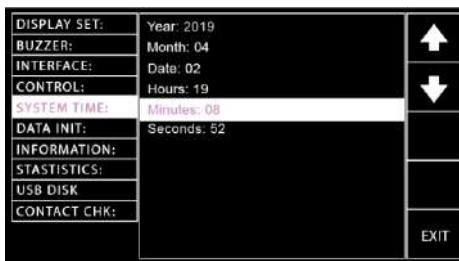 DISPLAY SET:
BUZZER:
INTERFACE:
CONTROL:
SYSTEM TIME:
DATA INIT:
INFORMATION:
STASTISTICS:
USB DISK
CONTACT CHK:
Year: 2019
Month: 04
Date: 02
Hours: 19
Minutes: 08
Seconds: 52
EXIT